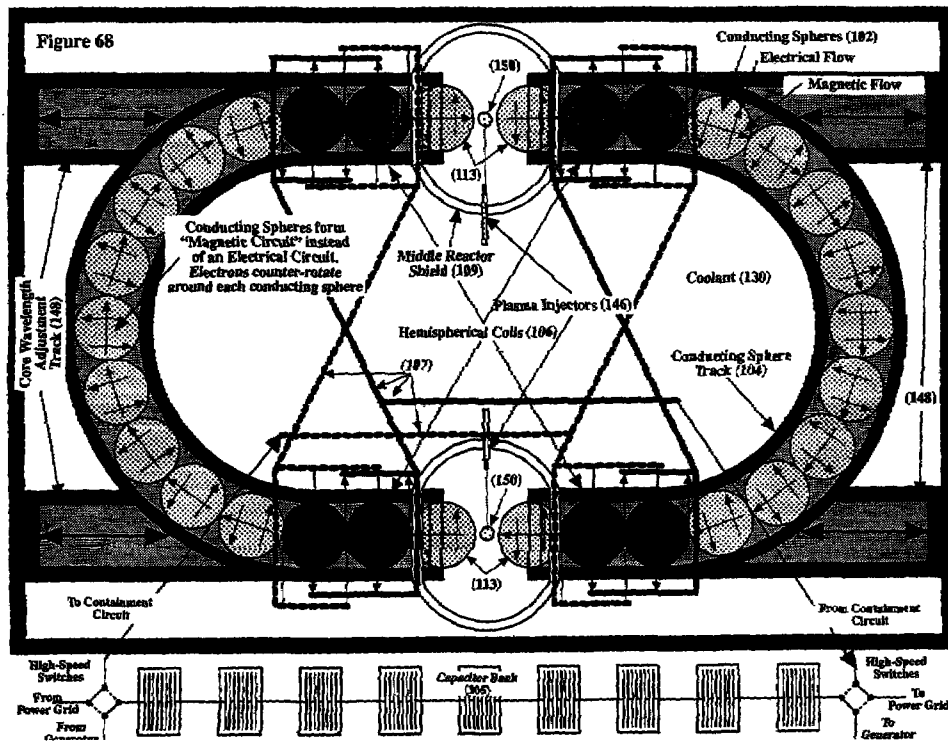 Figure 68
Conducting Spheres (102)
Electrical Flow
Magnetic Flow
(150)
(113)
Conducting Spheres form
"Magnetic Circuit" instead
of an Electrical Circuit.
Electrons counter-rotate
around each conducting sphere
Middle Reactor
Shield (109)
Coolant (130)
Plasma Injectors (146)
Hemispherical Coils (106)
Core Wavelength
Adjustment
Track (148)
(107)
Conducting Sphere
Track (104)
(148)
(150)
(113)
To Containment
Circuit
From Containment
Circuit
High-Speed
Switches
Capacitor Bank
High-Speed
Switches
From
Power Grid
To
Power Grid
From
Generator
To
Generator